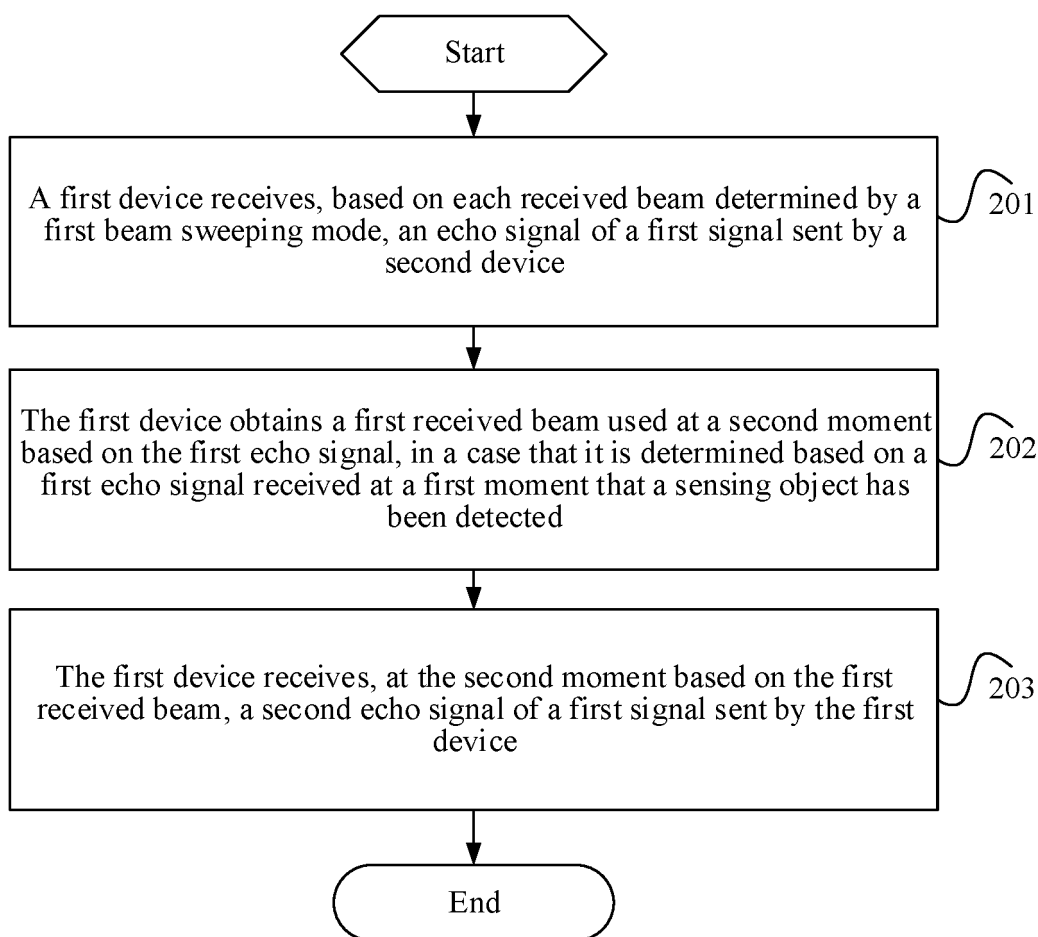 Start
A first device receives, based on each received beam determined by a
first beam sweeping mode, an echo signal of a first signal sent by a
second device
201
The first device obtains a first received beam used at a second moment
based on the first echo signal, in a case that it is determined based on a
first echo signal received at a first moment that a sensing object has
been detected
202
The first device receives, at the second moment based on the first
received beam, a second echo signal of a first signal sent by the first
device
203
End